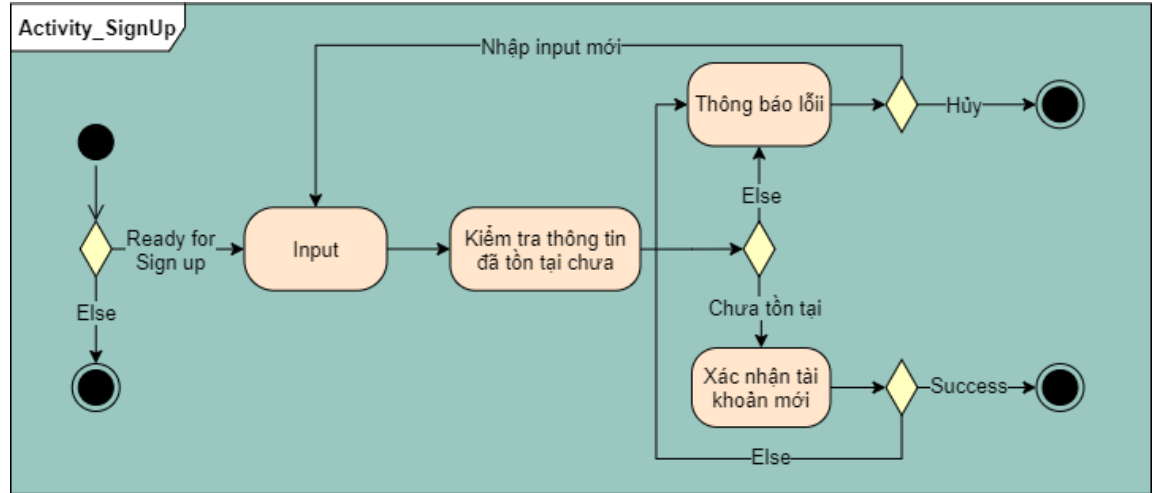 Activity_SignUp
Nhập input mới
Thông báo lỗii
Hủy
Else
Ready for
Sign up
Input
Kiểm tra thông tin
đã tồn tại chưa
Else
Chưa tồn tại
Xác nhận tài
khoản mới
Success
Else